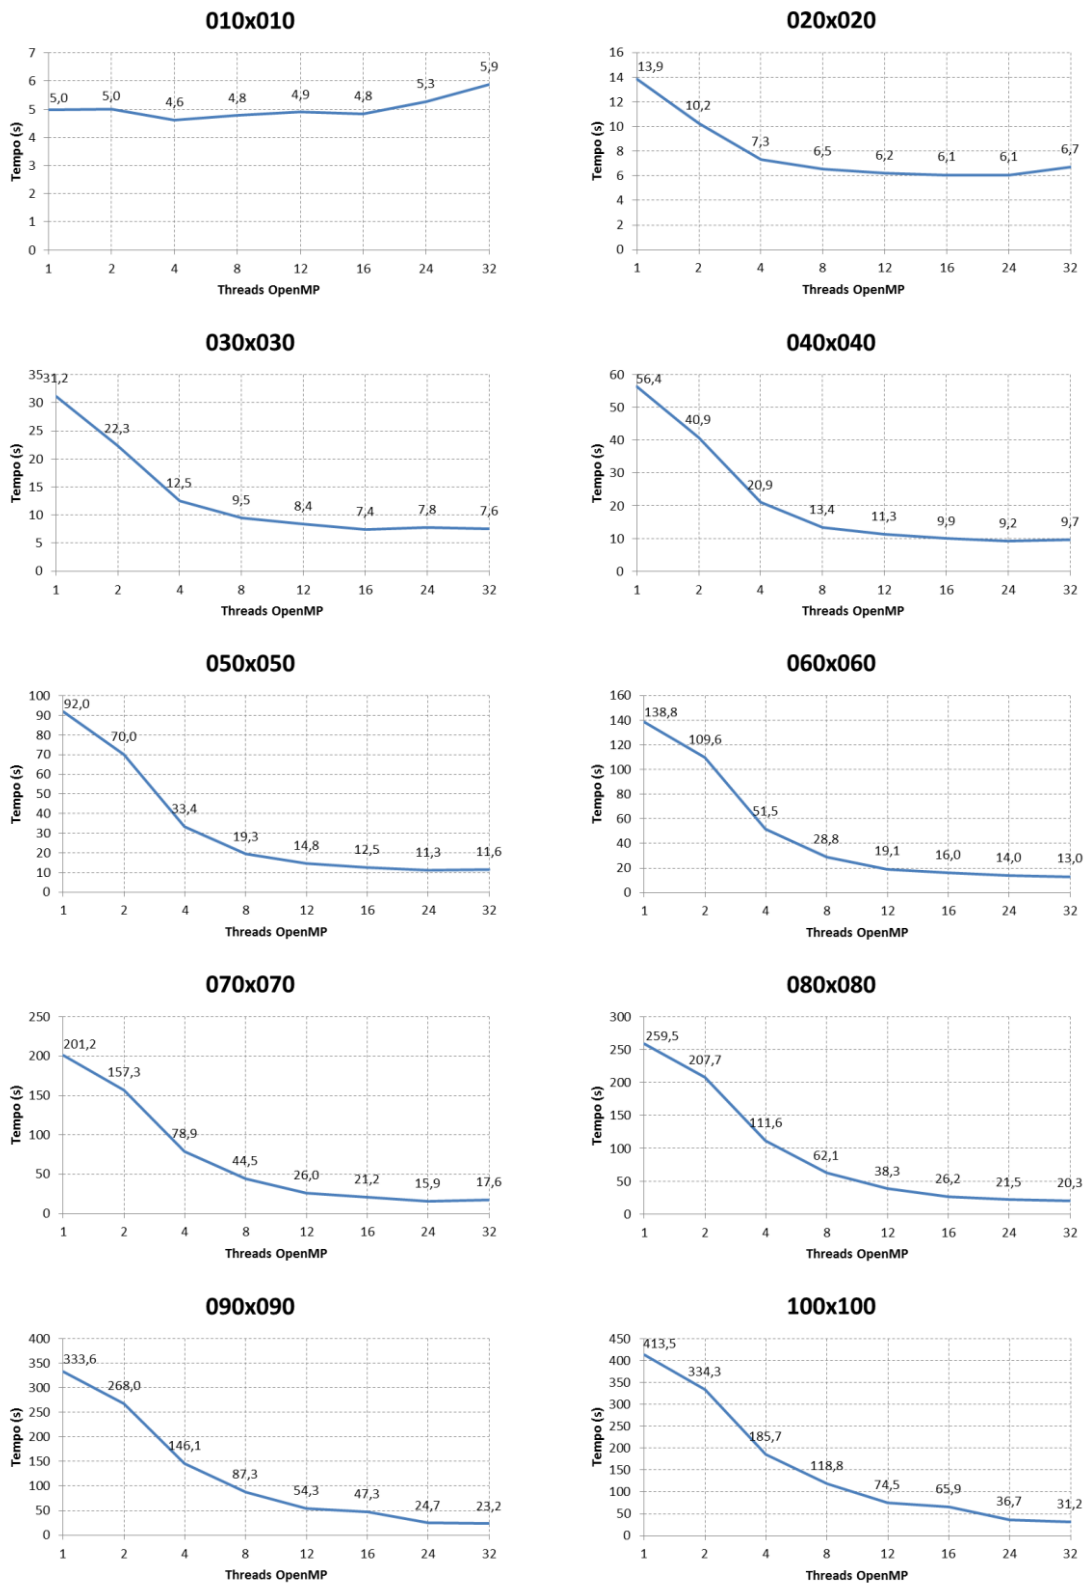 010x010
7
6
5
4
3
2
1
0
Tempo (s)
5,0 5,0 4,6 4,8 4,9 4,8 5,3 5,9
1 2 4 8 12 16 24 32
Threads OpenMP
020x020
16
14
12
10
8
6
4
2
0
Tempo (s)
13,9 10,2 7,3 6,5 6,2 6,1 6,1 6,7
1 2 4 8 12 16 24 32
Threads OpenMP
030x030
35
30
25
20
15
10
5
0
Tempo (s)
31,2 22,3 12,5 9,5 8,4 7,4 7,8 7,6
1 2 4 8 12 16 24 32
Threads OpenMP
040x040
60
50
40
30
20
10
0
Tempo (s)
56,4 40,9 20,9 13,4 11,3 9,9 9,2 9,7
1 2 4 8 12 16 24 32
Threads OpenMP
050x050
100
90
80
70
60
50
40
30
20
10
0
Tempo (s)
92,0 70,0 33,4 19,3 14,8 12,5 11,3 11,6
1 2 4 8 12 16 24 32
Threads OpenMP
060x060
160
140
120
100
80
60
40
20
0
Tempo (s)
138,8 109,6 51,5 28,8 19,1 16,0 14,0 13,0
1 2 4 8 12 16 24 32
Threads OpenMP
070x070
250
200
150
100
50
0
Tempo (s)
201,2 157,3 78,9 44,5 26,0 21,2 15,9 17,6
1 2 4 8 12 16 24 32
Threads OpenMP
080x080
300
250
200
150
100
50
0
Tempo (s)
259,5 207,7 111,6 62,1 38,3 26,2 21,5 20,3
1 2 4 8 12 16 24 32
Threads OpenMP
090x090
400
350
300
250
200
150
100
50
0
Tempo (s)
333,6 268,0 146,1 87,3 54,3 47,3 24,7 23,2
1 2 4 8 12 16 24 32
Threads OpenMP
100x100
450
400
350
300
250
200
150
100
50
0
Tempo (s)
413,5 334,3 185,7 118,8 74,5 65,9 36,7 31,2
1 2 4 8 12 16 24 32
Threads OpenMP